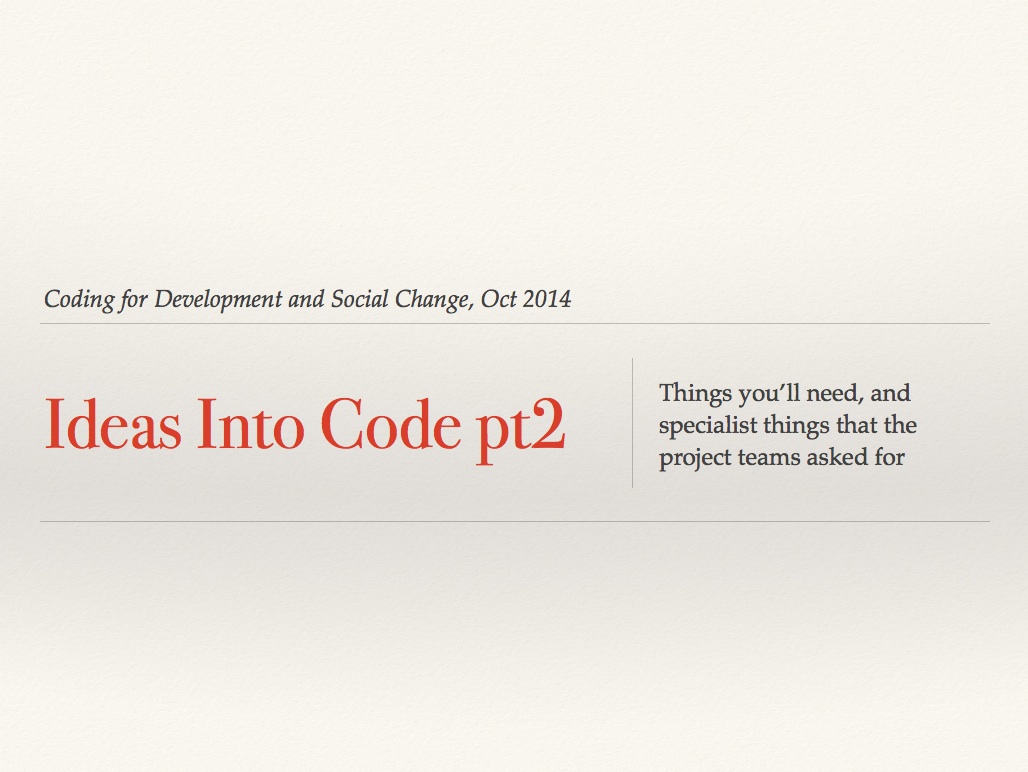 Coding for Development and Social Change, Oct 2014
Ideas Into Code pt2
Things you’ll need, and
specialist things that the
project teams asked for